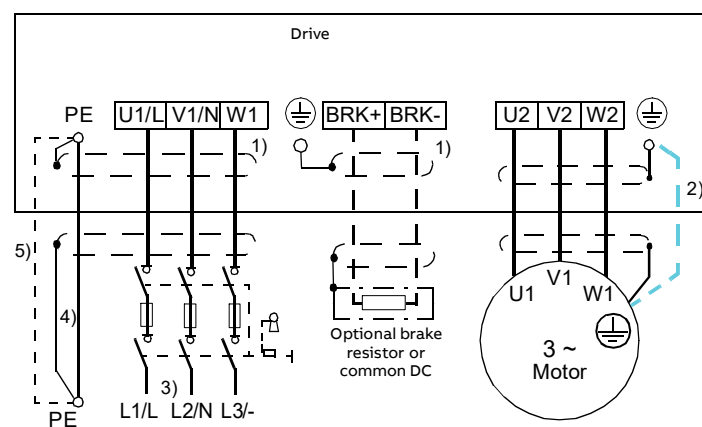 Drive
PE
U1/L V1/N W1
BRK+ BRK-
U2 V2 W2
1)
1)
2)
5)
4)
U1 V1 W1
Optional brake
resistor or
common DC
3 ~
Motor
3)
L1/L L2/N L3/-
PE